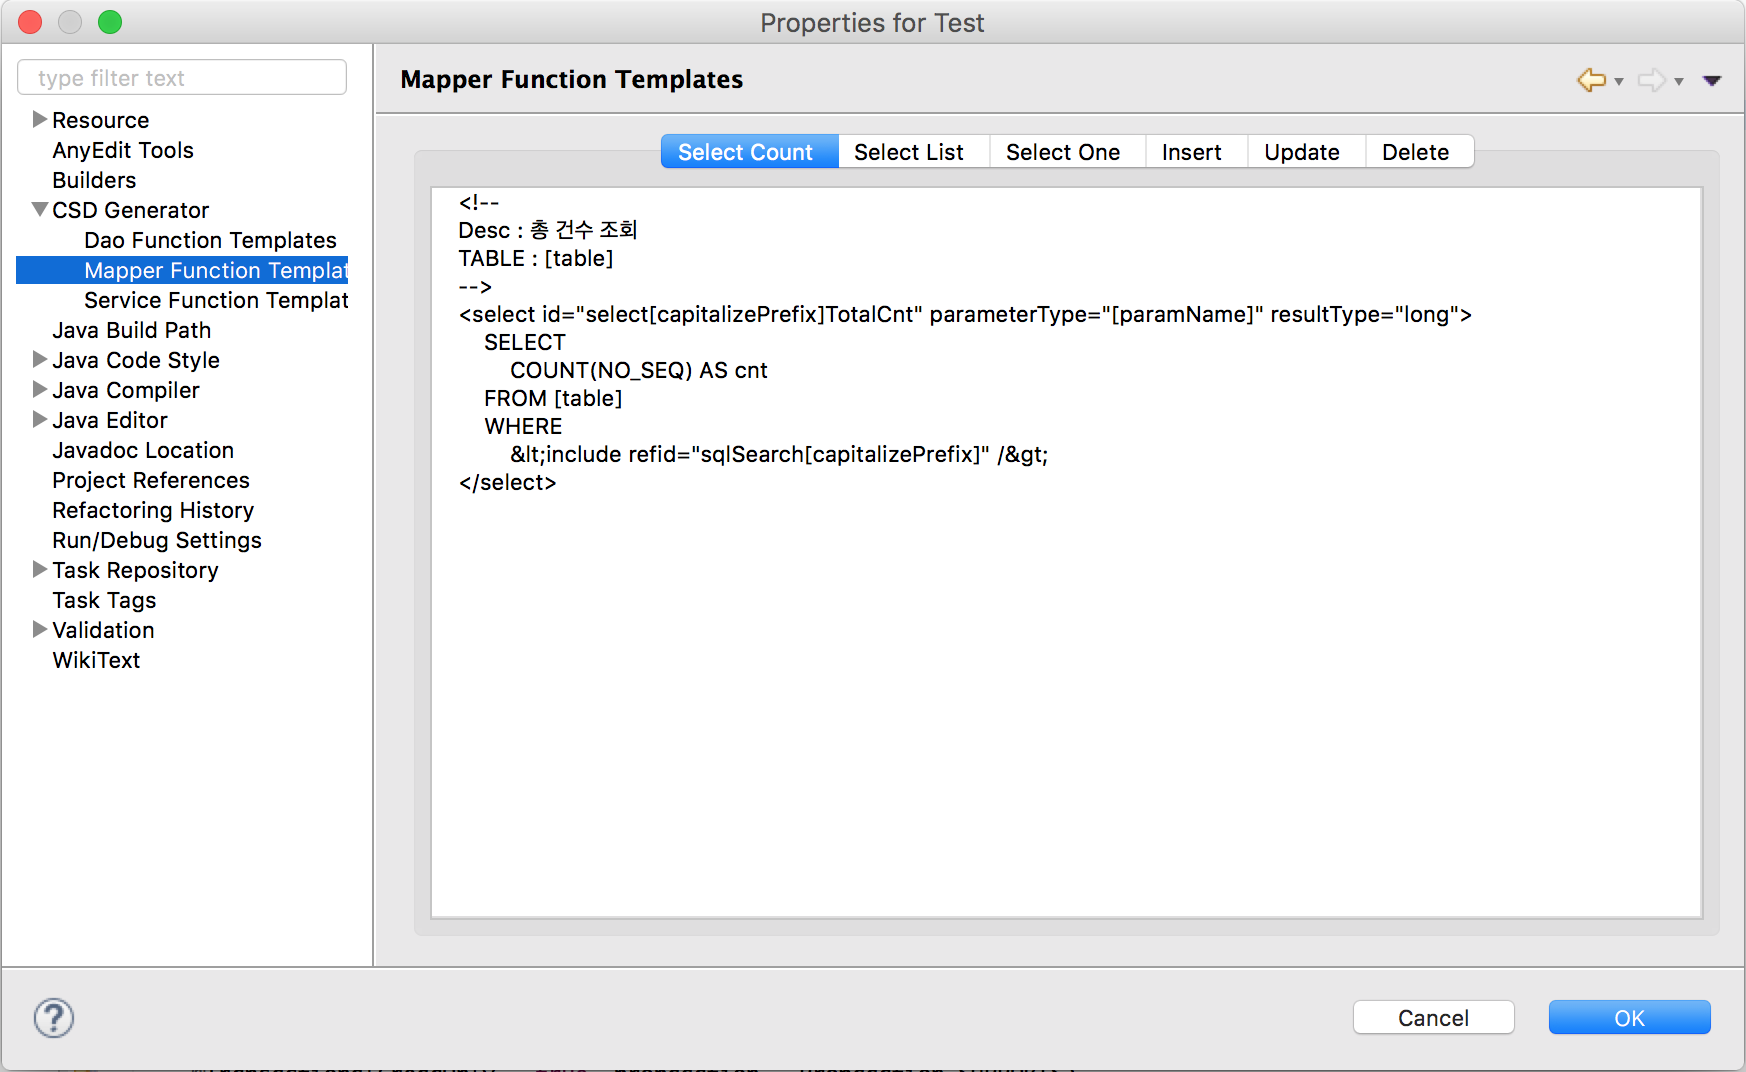 Properties for Test
type filter text
Resource
AnyEdit Tools
Builders
CSD Generator
Dao Function Templates
Mapper Function Templat
Service Function Templat
Java Build Path
Java Code Style
Java Compiler
Java Editor
Javadoc Location
Project References
Refactoring History
Run/Debug Settings
Task Repository
Task Tags
Validation
WikiText
Mapper Function Templates
Select Count Select List Select One Insert Update Delete
<!--
Desc : 총 건수 조회
TABLE : [table]
-->
<select id="select[capitalizePrefix]TotalCnt" parameterType="[paramName]" resultType="long">
SELECT
COUNT(NO_SEQ) AS cnt
FROM [table]
WHERE
&lt;include refid="sqlSearch[capitalizePrefix]" /&gt;
</select>
?
Cancel OK